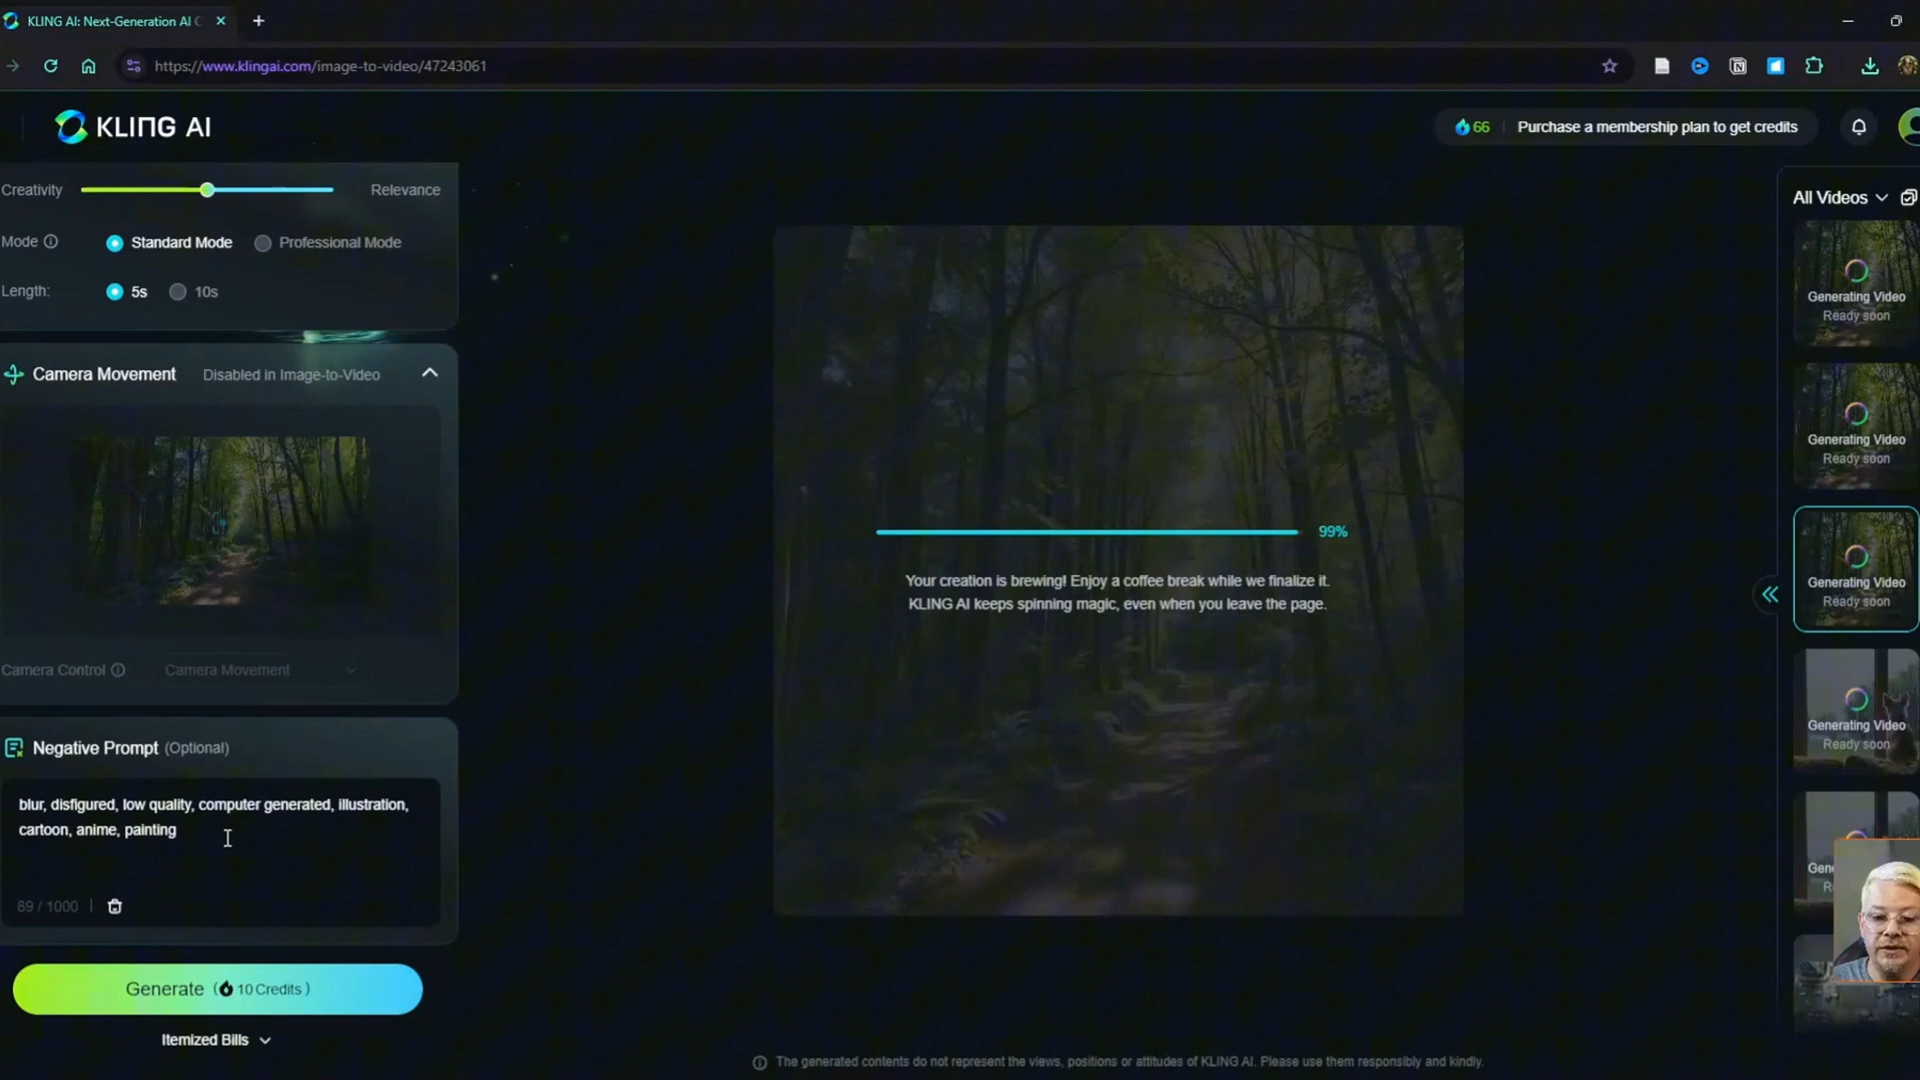 KLING AI: Next-Generation AI C
https://www.klingai.com/image-to-video/47243061
KLING AI
66
Purchase a membership plan to get credits
Creativity
Relevance
Mode
Standard Mode
Professional Mode
Length:
5s
10s
Camera Movement
Disabled in Image-to-Video
Camera Control
Camera Movement
Negative Prompt (Optional)
blur, disfigured, low quality, computer generated, illustration,
cartoon, anime, painting
89 / 1000
Generate ( 10 Credits )
Itemized Bills
99%
Your creation is brewing! Enjoy a coffee break while we finalize it.
KLING AI keeps spinning magic, even when you leave the page.
The generated contents do not represent the views, positions or attitudes of KLING AI. Please use them responsibly and kindly.
All Videos
Generating Video
Ready soon
Generating Video
Ready soon
Generating Video
Ready soon
Generating Video
Ready soon
Gen
R